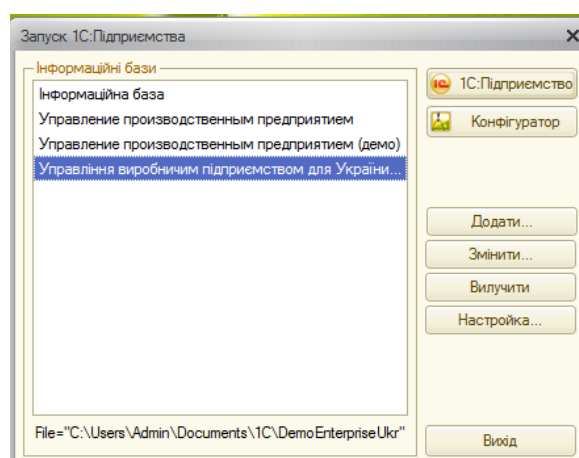 Запуск 1С:Підприємства
Інформаційні бази
Інформаційна база
Управление производственным предприятием
Управление производственным предприятием (демо)
Управління виробничим підприємством для України...
File="C:\Users\Admin\Documents\1C\DemoEnterpriseUkr"
1С:Підприємство
Конфігуратор
Додати...
Змінити...
Вилучити
Настройка...
Вихід